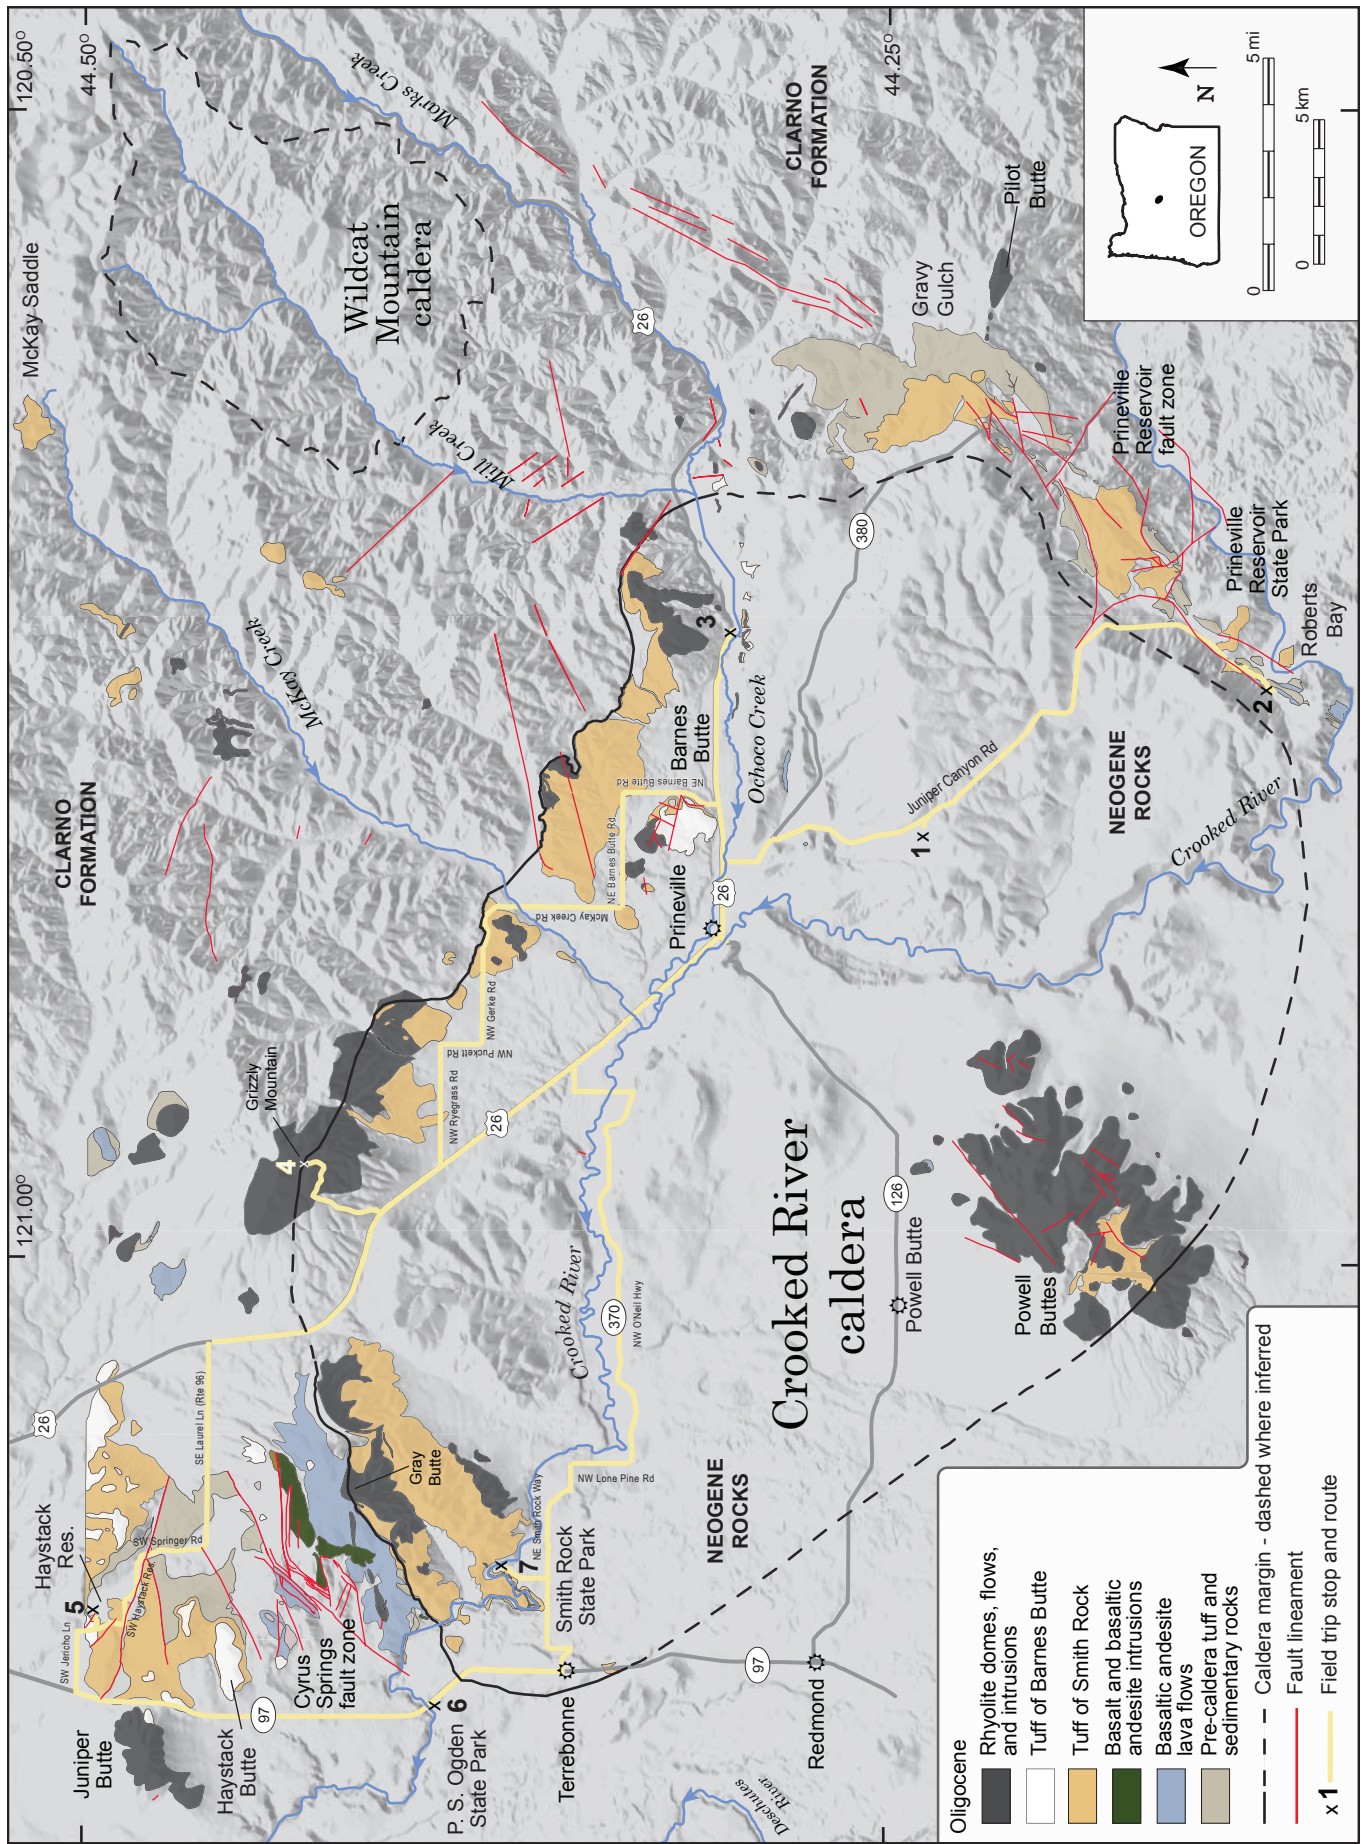 120.50°
44.50°
44.25°
121.00°
McKay Saddle
Marks Creek
Wildcat
Mountain
caldera
CLARNO
FORMATION
Pilot
Butte
OREGON
N
0
5 mi
0
5 km
26
Mill Creek
Gravy
Gulch
Prineville
Reservoir
fault zone
380
Prineville
Reservoir
State Park
Roberts
Bay
McKay Creek
McKay Creek
CLARNO
FORMATION
3
Barnes
Butte
Ochoco Creek
2
NE Barnes Butte Rd
NE Barnes Butte Rd
Juniper Canyon Rd
NEOGENE
ROCKS
Crooked River
1 x
Prineville
26
McKay Creek Rd
NW Gerke Rd
NW Puckett Rd
NW Ryegrass Rd
Grizzly
Mountain
4
26
Crooked River
caldera
126
Powell Butte
Powell
Buttes
Crooked River
370
NW O'Neil Hwy
26
SE Laurel Ln (Rte 96)
Gray
Butte
NW Lone Pine Rd
NE Smith Rock Way
NEOGENE
ROCKS
Haystack
Res.
SW Springer Rd
SW Haystack Res.
5
SW Jericho Ln
7
Smith Rock
State Park
Cyrus
Springs
fault zone
97
97
6
Juniper
Butte
Haystack
Butte
P. S. Ogden
State Park
Terrebonne
Redmond
Deschutes
River
Oligocene
Rhyolite domes, flows,
and intrusions
Tuff of Barnes Butte
Tuff of Smith Rock
Basalt and basaltic
andesite intrusions
Basaltic andesite
lava flows
Pre-caldera tuff and
sedimentary rocks
Caldera margin - dashed where inferred
Fault lineament
x 1 Field trip stop and route